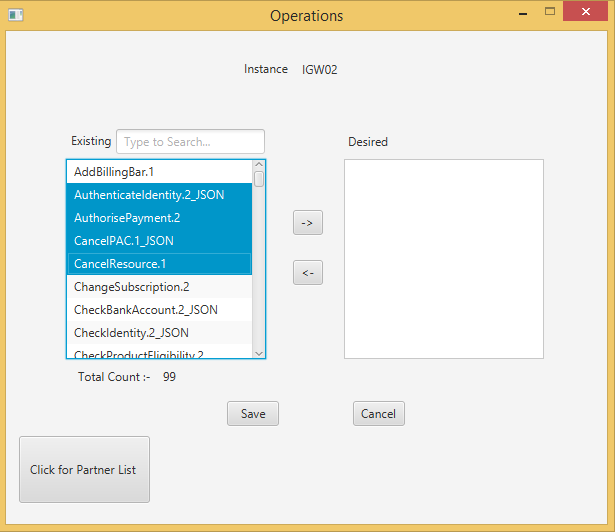 Operations
Instance IGW02
Existing Type to Search... Desired
AddBillingBar.1
AuthenticateIdentity.2_JSON
AuthorisePayment.2
CancelPAC.1_JSON
CancelResource.1
ChangeSubscription.2
CheckBankAccount.2_JSON
CheckIdentity.2_JSON
CheckProductEligibility.2
->
<-
Total Count :- 99
Save Cancel
Click for Partner List